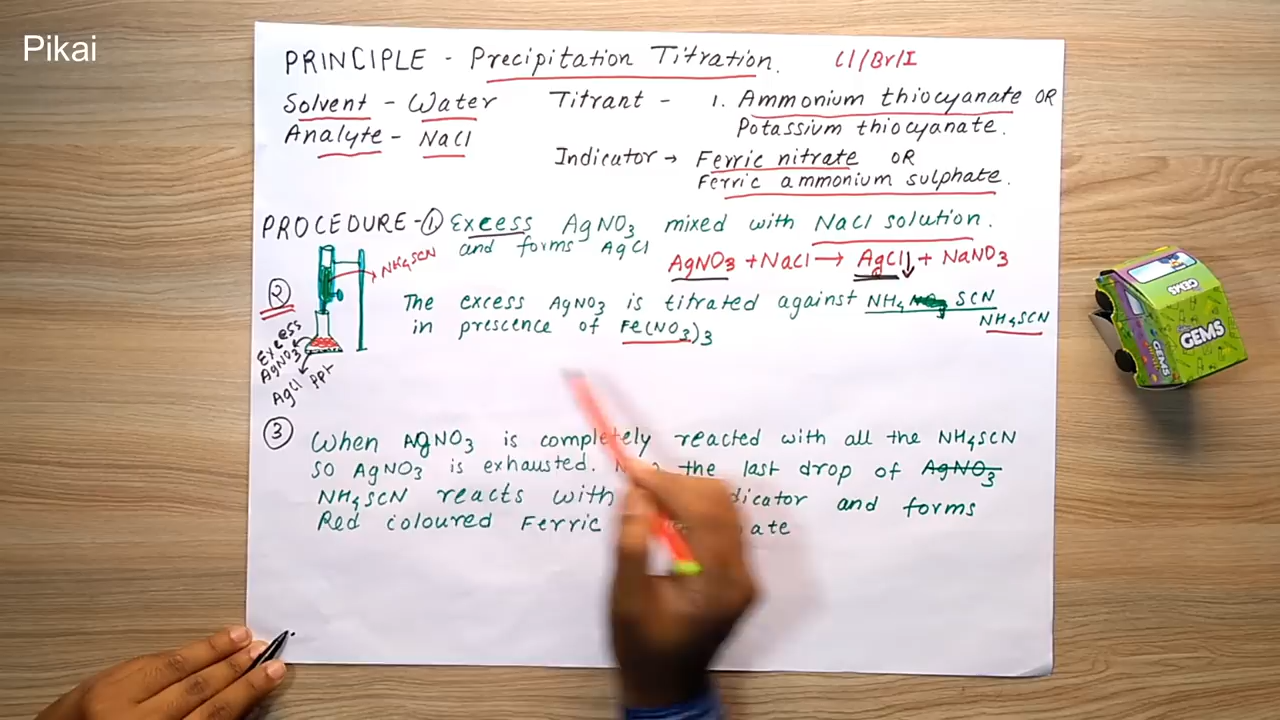 Pikai
PRINCIPLE - Precipitation Titration. Cl/Br/I
Solvent - Water Titrant - 1. Ammonium thiocyanate OR
Analyte - NaCl Potassium thiocyanate.
Indicator → Ferric nitrate OR
Ferric ammonium sulphate.
PROCEDURE - ① Excess AgNO3 mixed with NaCl solution.
and forms AgCl
AgNO3 + NaCl → AgCl↓ + NaNO3
NH4SCN
② The excess AgNO3 is titrated against NH4 SCN
NH4SCN
in prescence of Fe(NO3)3
Excess
AgNO3
AgCl ppt
③ When AgNO3 is completely reacted with all the NH4SCN
so AgNO3 is exhausted. the last drop of AgNO3
NH4SCN reacts with and forms
Red coloured Ferric
GEMS
GEMS
GEMS